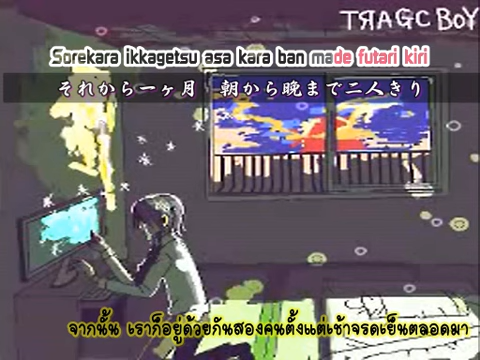 TЯAGC BOY
Sorekara ikkagetsu asa kara ban made futari kiri
それから一ヶ月 朝から晩まで二人きり
จากนั้น เราก็อยู่ด้วยกันสองคนตั้งแต่เช้าจรดเย็นตลอดมา